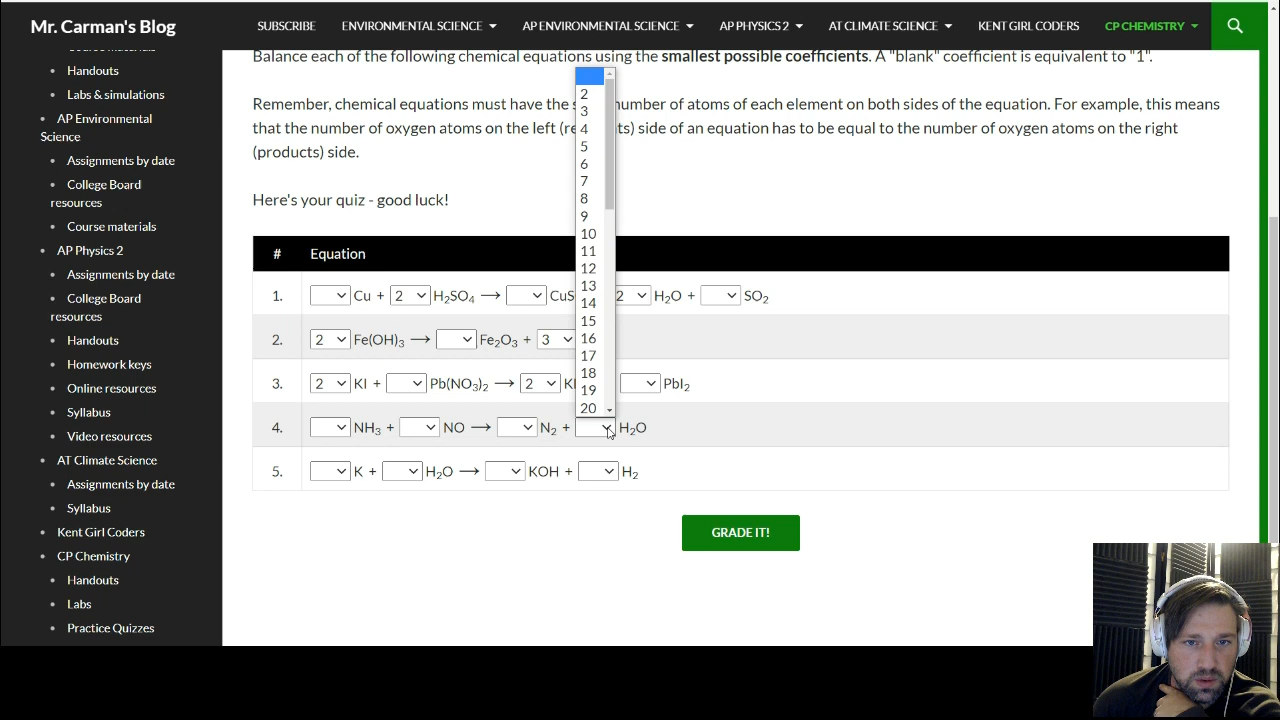 Mr. Carman's Blog
SUBSCRIBE
ENVIRONMENTAL SCIENCE
AP ENVIRONMENTAL SCIENCE
AP PHYSICS 2
AT CLIMATE SCIENCE
KENT GIRL CODERS
CP CHEMISTRY
Handouts
Labs & simulations
AP Environmental
Science
Assignments by date
College Board
resources
Course materials
AP Physics 2
Assignments by date
College Board
resources
Handouts
Homework keys
Online resources
Syllabus
Video resources
AT Climate Science
Assignments by date
Syllabus
Kent Girl Coders
CP Chemistry
Handouts
Labs
Practice Quizzes
Balance each of the following chemical equations using the smallest possible coefficients. A "blank" coefficient is equivalent to "1".
Remember, chemical equations must have the s number of atoms of each element on both sides of the equation. For example, this means
that the number of oxygen atoms on the left (re ts) side of an equation has to be equal to the number of oxygen atoms on the right
(products) side.
Here's your quiz - good luck!
# Equation
1. Cu + 2 H₂SO₄ ⟶ CuS 2 H₂O + SO₂
2. 2 Fe(OH)₃ ⟶ Fe₂O₃ + 3
3. 2 KI + Pb(NO₃)₂ ⟶ 2 KI PbI₂
4. NH₃ + NO ⟶ N₂ + H₂O
5. K + H₂O ⟶ KOH + H₂
2
3
4
5
6
7
8
9
10
11
12
13
14
15
16
17
18
19
20
GRADE IT!